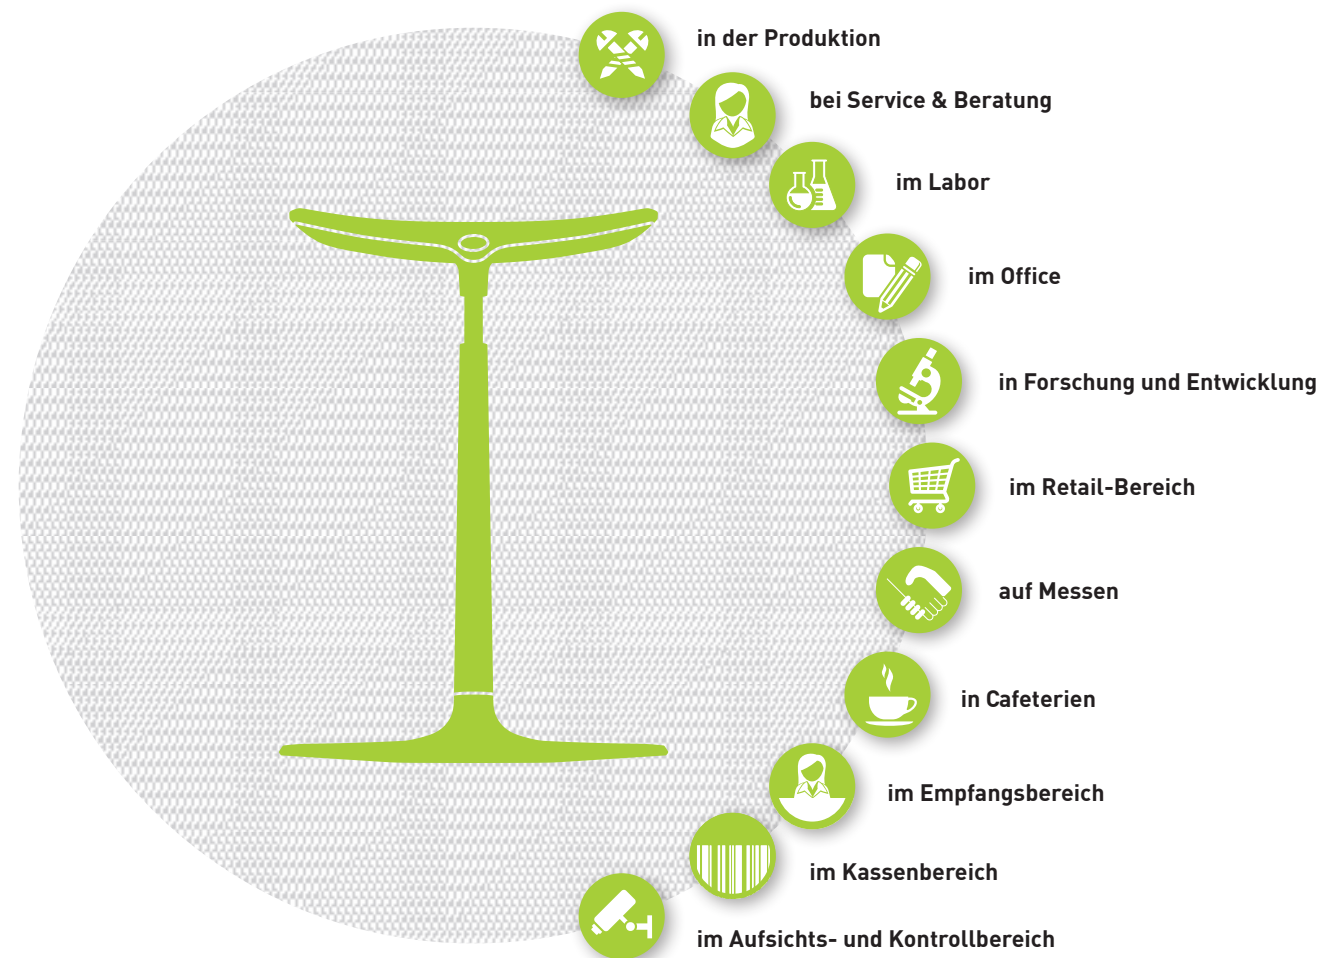 in der Produktion
bei Service & Beratung
im Labor
im Office
in Forschung und Entwicklung
im Retail-Bereich
auf Messen
in Cafeterien
im Empfangsbereich
im Kassenbereich
im Aufsichts- und Kontrollbereich